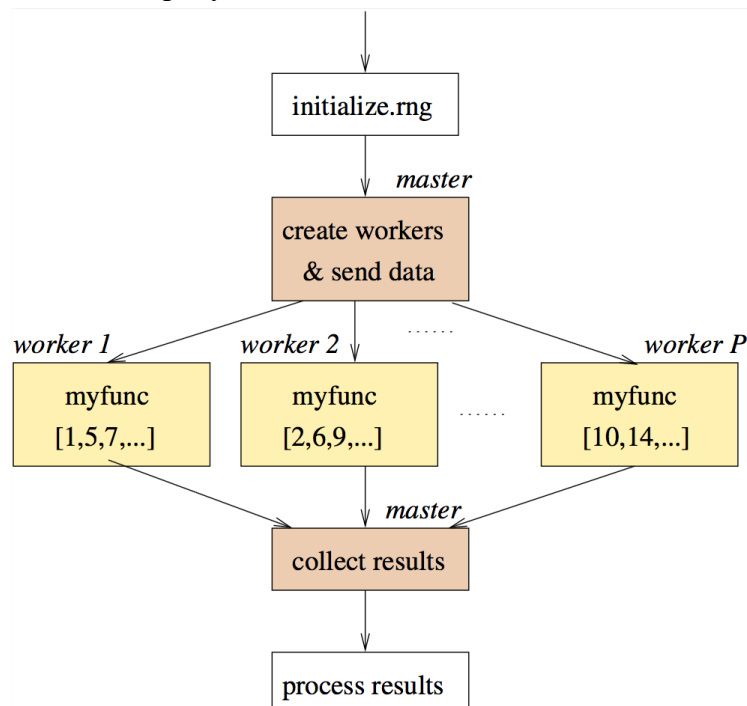 initialize.rng
master
create workers
& send data
......
worker 1
worker 2
worker P
myfunc
[1,5,7,...]
myfunc
[2,6,9,...]
......
myfunc
[10,14,...]
master
collect results
process results